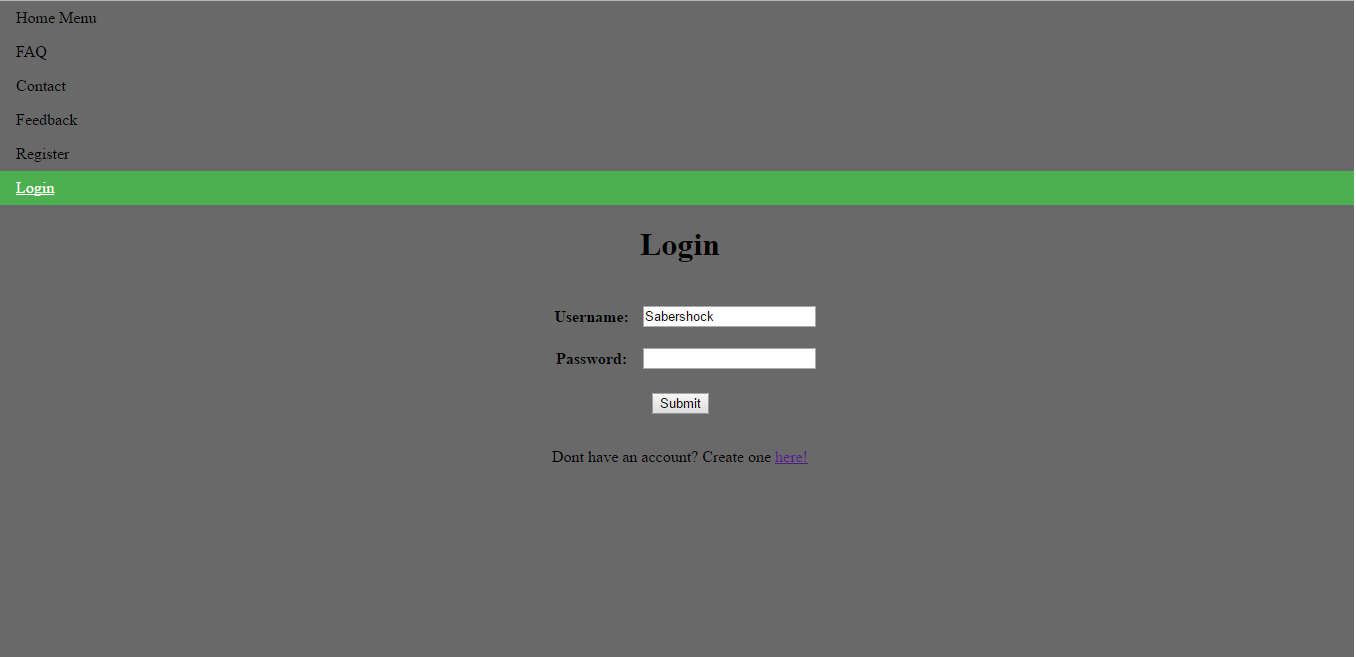 Home Menu
FAQ
Contact
Feedback
Register
Login
Login
Username: Sabershock
Password:
Submit
Dont have an account? Create one here!